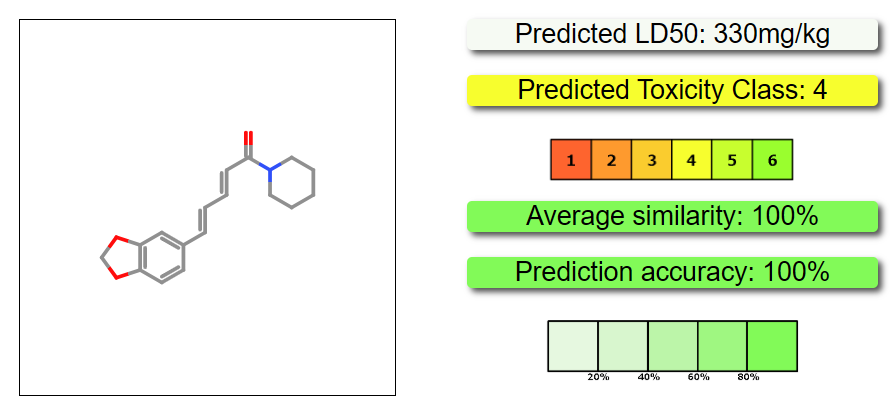 Predicted LD50: 330mg/kg
Predicted Toxicity Class: 4
1 2 3 4 5 6
Average similarity: 100%
Prediction accuracy: 100%
20% 40% 60% 80%